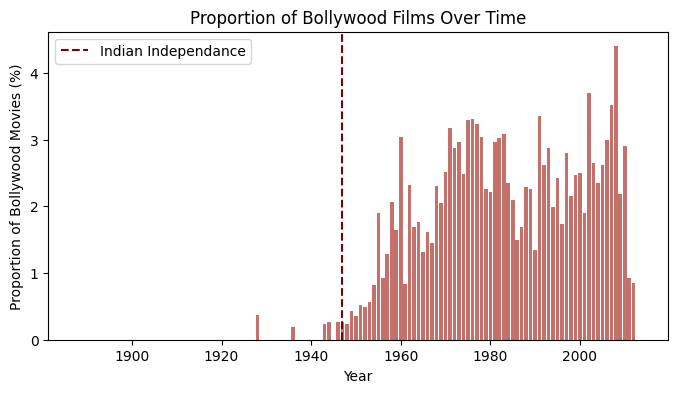 Proportion of Bollywood Films Over Time
Indian Independance
Proportion of Bollywood Movies (%)
4
3
2
1
0
1900 1920 1940 1960 1980 2000
Year